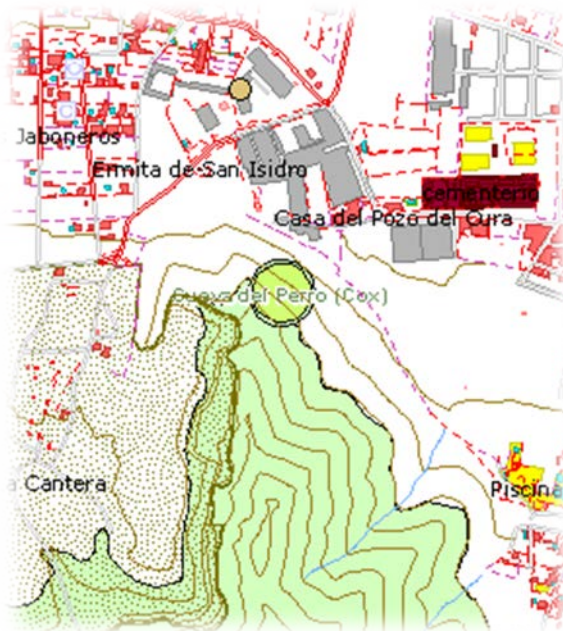 Jaboneros
Ermita de San Isidro
cementerio
Casa del Pozo del Cura
Cueva del Perro (Cox)
a Cantera
Piscina